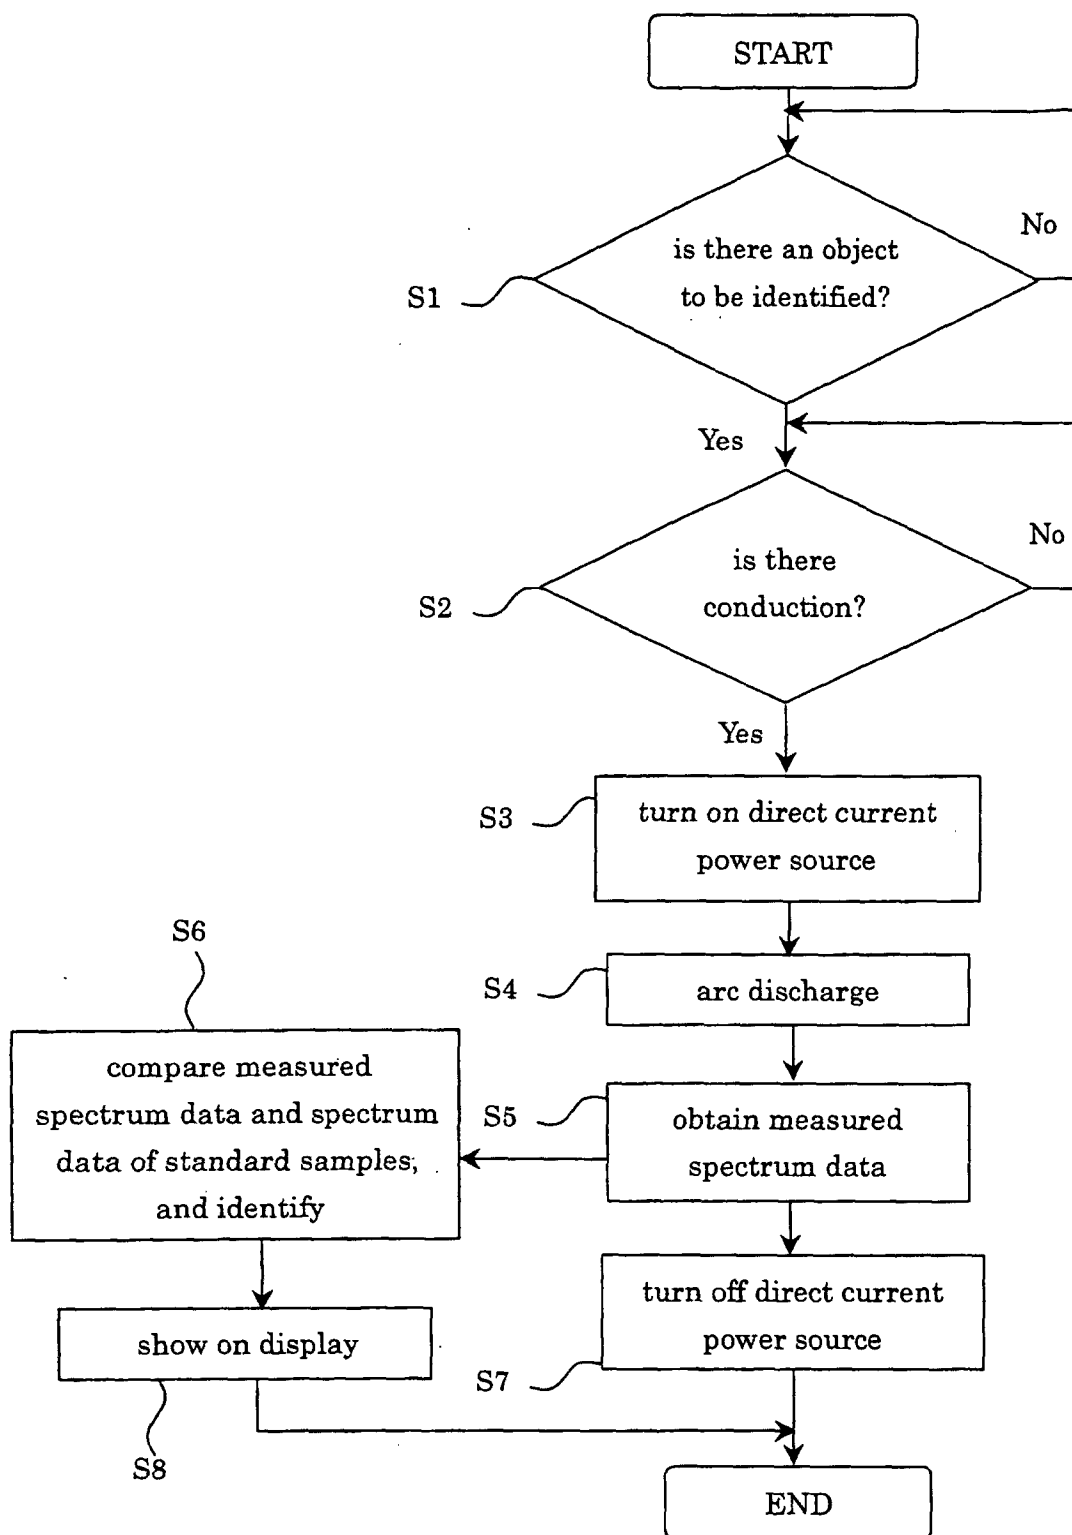 START
No
is there an object
to be identified?
S1
Yes
No
is there
conduction?
S2
Yes
S3
turn on direct current
power source
S6
S4
arc discharge
compare measured
spectrum data and spectrum
data of standard samples,
and identify
S5
obtain measured
spectrum data
turn off direct current
power source
show on display
S7
S8
END